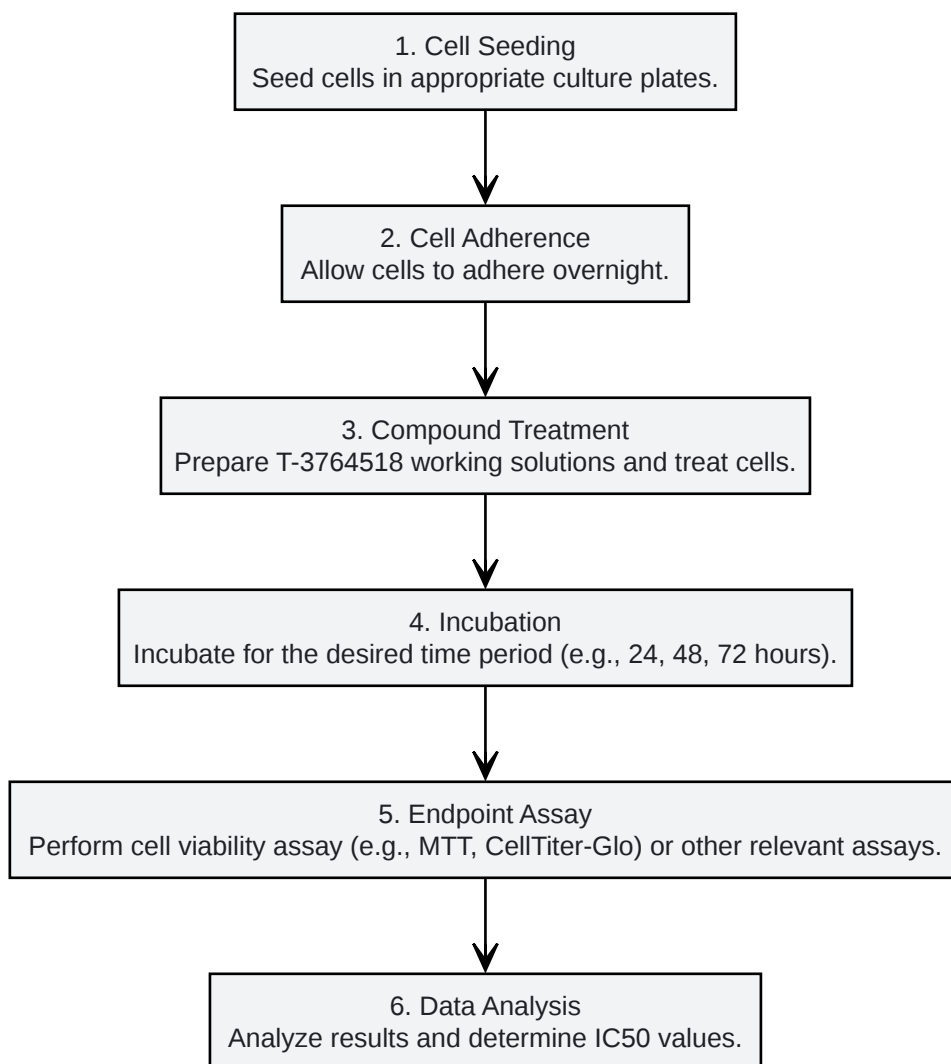 1. Cell Seeding
Seed cells in appropriate culture plates.
2. Cell Adherence
Allow cells to adhere overnight.
3. Compound Treatment
Prepare T-3764518 working solutions and treat cells.
4. Incubation
Incubate for the desired time period (e.g., 24, 48, 72 hours).
5. Endpoint Assay
Perform cell viability assay (e.g., MTT, CellTiter-Glo) or other relevant assays.
6. Data Analysis
Analyze results and determine IC50 values.